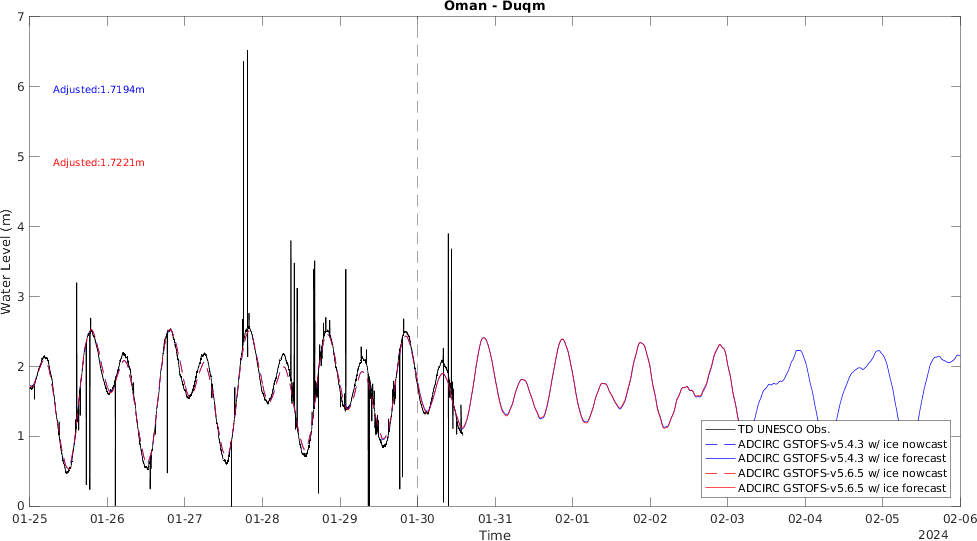 Oman - Duqm
7
6
5
4
3
2
1
0
Water Level (m)
Adjusted:1.7194m
Adjusted:1.7221m
TD UNESCO Obs.
ADCIRC GSTOFS-v5.4.3 w/ ice nowcast
ADCIRC GSTOFS-v5.4.3 w/ ice forecast
ADCIRC GSTOFS-v5.6.5 w/ ice nowcast
ADCIRC GSTOFS-v5.6.5 w/ ice forecast
01-25 01-26 01-27 01-28 01-29 01-30 01-31 02-01 02-02 02-03 02-04 02-05 02-06
Time
2024